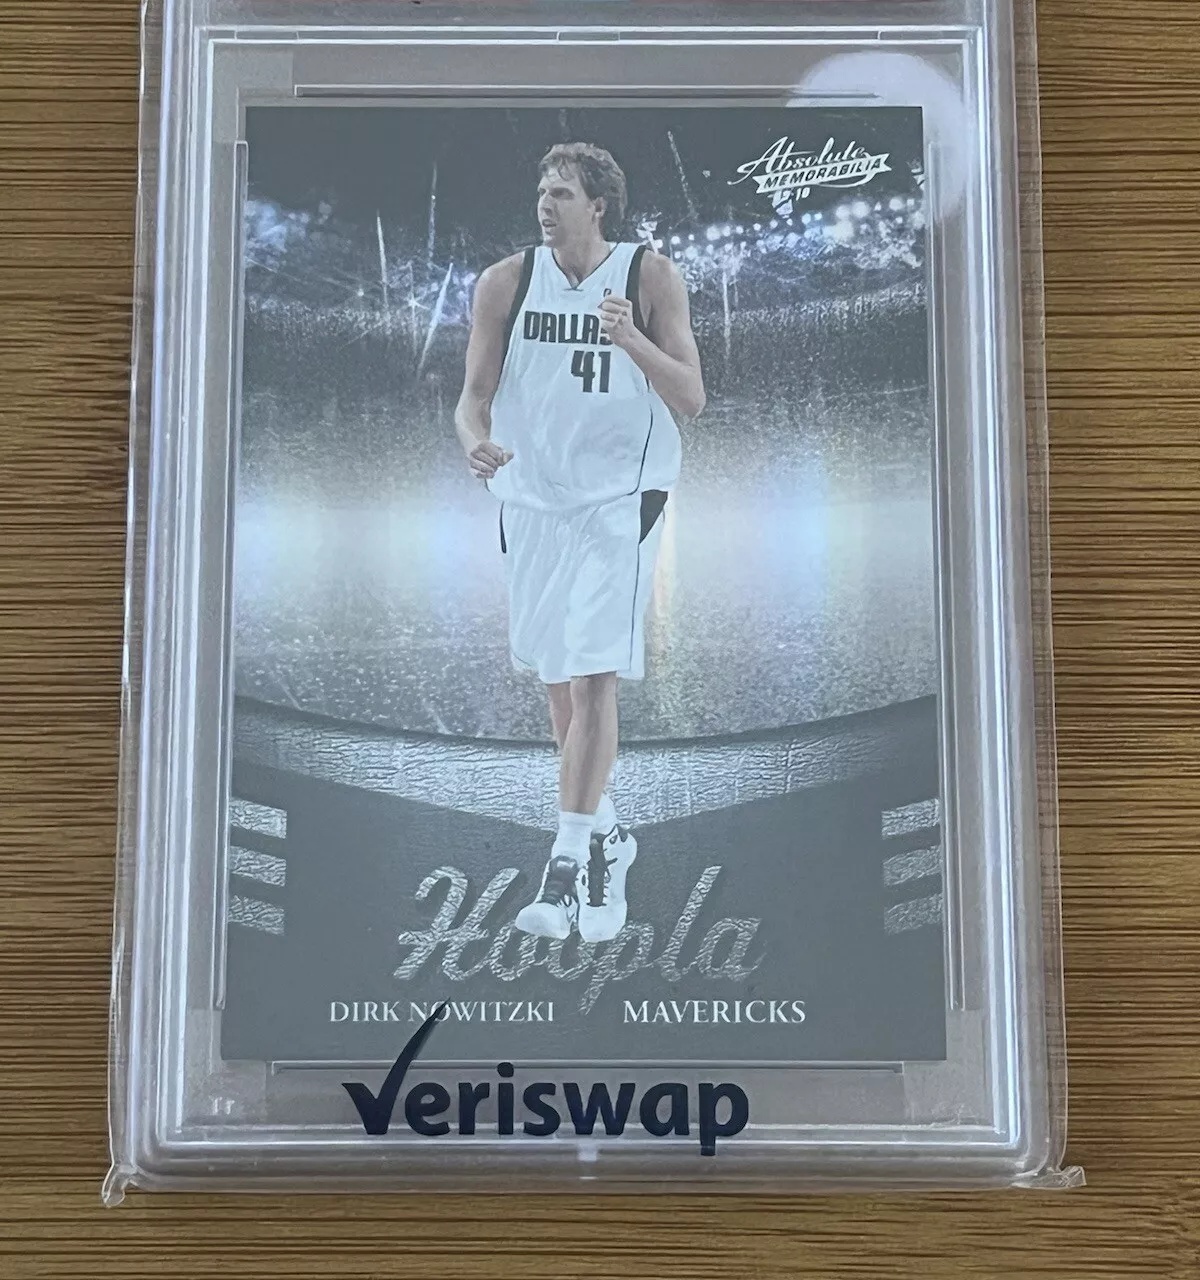 Absolute
MEMORABILIA
DALLAS
41
Hoopla
DIRK NOWITZKI MAVERICKS
veriswap